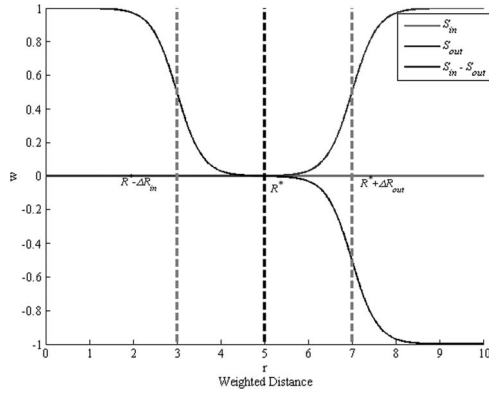 1
0.8
0.6
0.4
0.2
0
-0.2
-0.4
-0.6
-0.8
-1
w
S_in
S_out
S_in - S_out
R^*-ΔR_in
R^*
R^*+ΔR_out
0 1 2 3 4 5 6 7 8 9 10
r
Weighted Distance